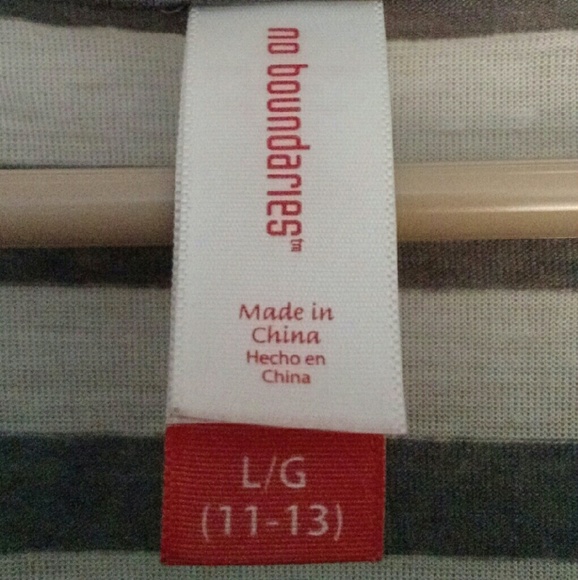 no boundaries™
Made in
China
Hecho en
China
L/G
(11-13)